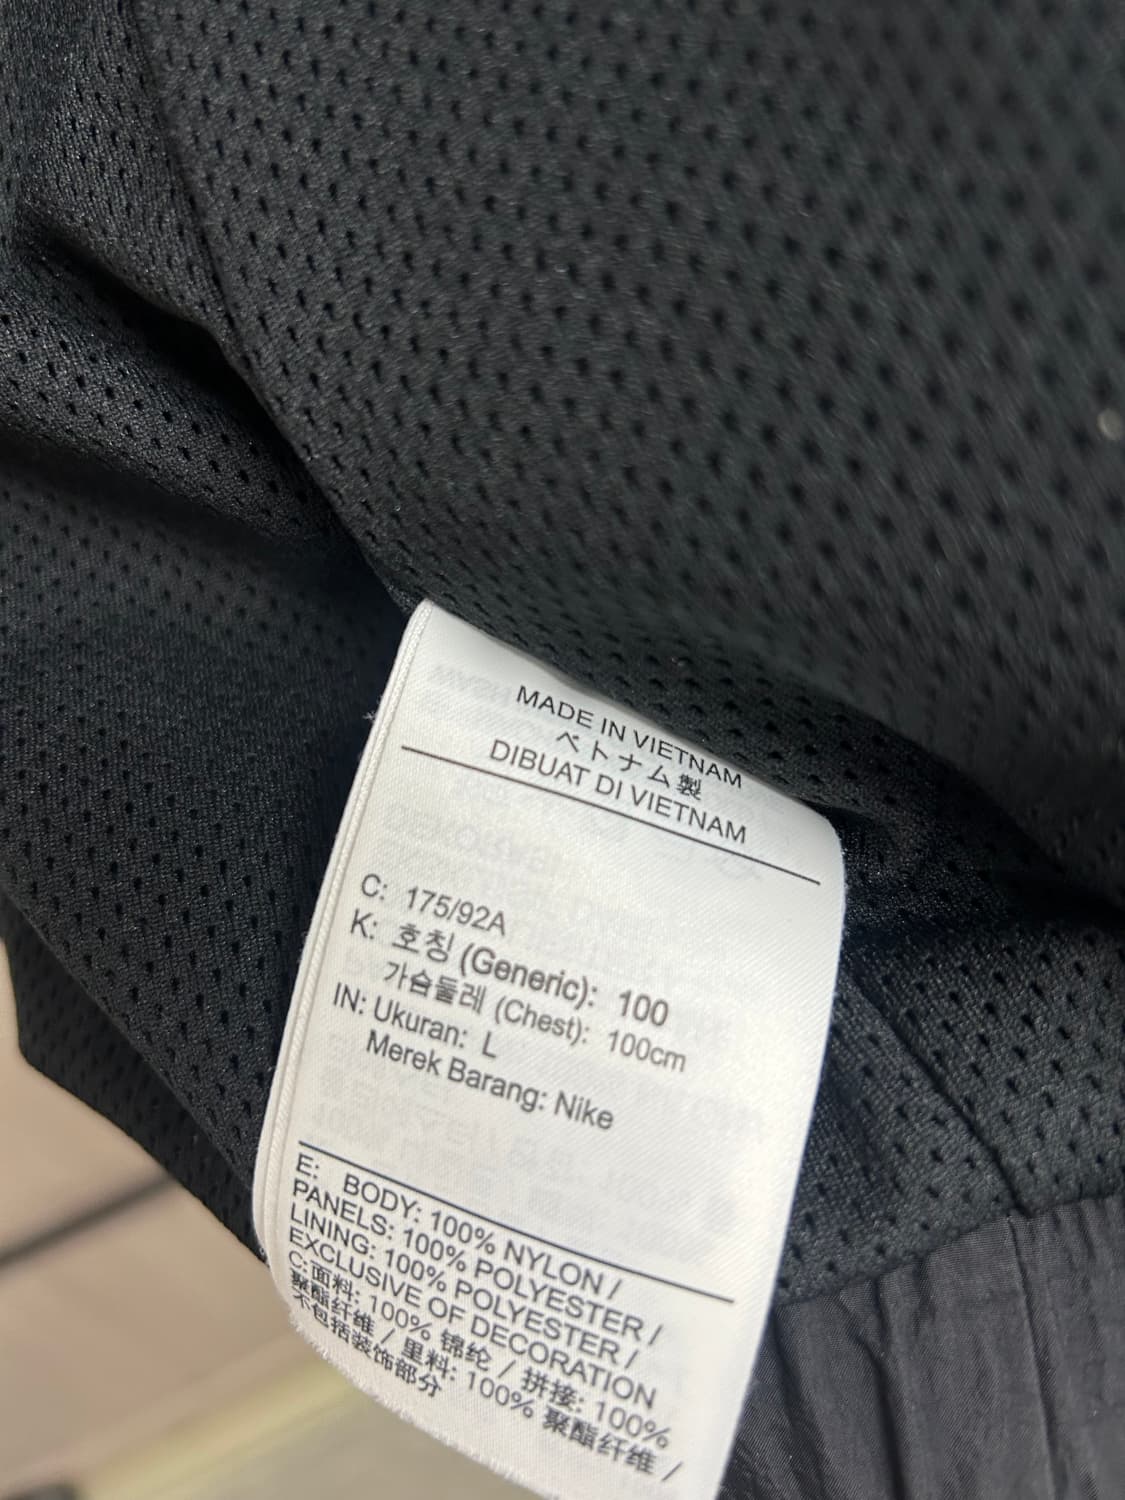 MADE IN VIETNAM
ベトナム製
DIBUAT DI VIETNAM
C: 175/92A
K: 호칭 (Generic): 100
가슴둘레 (Chest): 100cm
IN: Ukuran: L
Merek Barang: Nike
E: BODY: 100% NYLON /
PANELS: 100% POLYESTER /
LINING: 100% POLYESTER /
EXCLUSIVE OF DECORATION
C:面料: 100% 锦纶 / 拼接: 100%
聚酯纤维 / 里料: 100% 聚酯纤维 /
不包括装饰部分